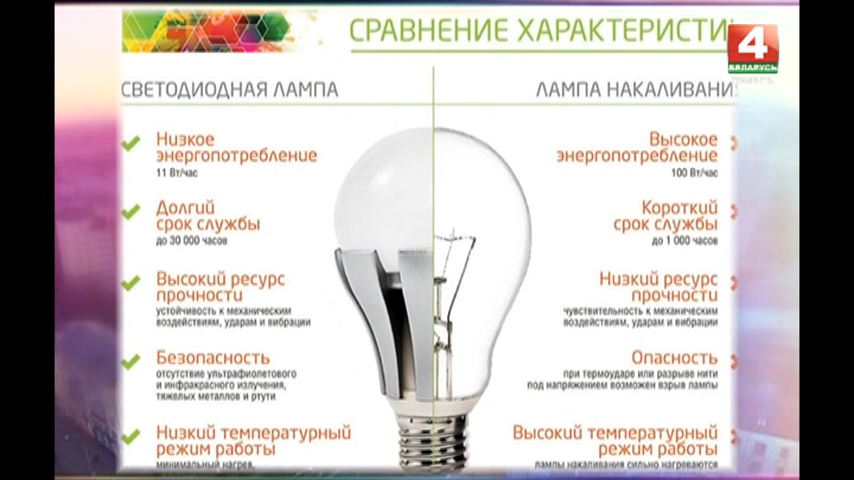 СРАВНЕНИЕ ХАРАКТЕРИСТИ
4
БЕЛАРУСЬ
СВЕТОДИОДНАЯ ЛАМПА
Низкое
энергопотребление
11 Вт/час
Долгий
срок службы
до 30 000 часов
Высокий ресурс
прочности
устойчивость к механическим
воздействиям, ударам и вибрации
Безопасность
отсутствие ультрафиолетового
и инфракрасного излучения,
тяжелых металлов и ртути
Низкий температурный
режим работы
минимальный нагрев,
ЛАМПА НАКАЛИВАНИЯ
Высокое
энергопотребление
100 Вт/час
Короткий
срок службы
до 1 000 часов
Низкий ресурс
прочности
чувствительность к механическим
воздействиям, ударам и вибрации
Опасность
при термоударе или разрыве нити
под напряжением возможен взрыв лампы
Высокий температурный
режим работы
лампы накаливания сильно нагреваются